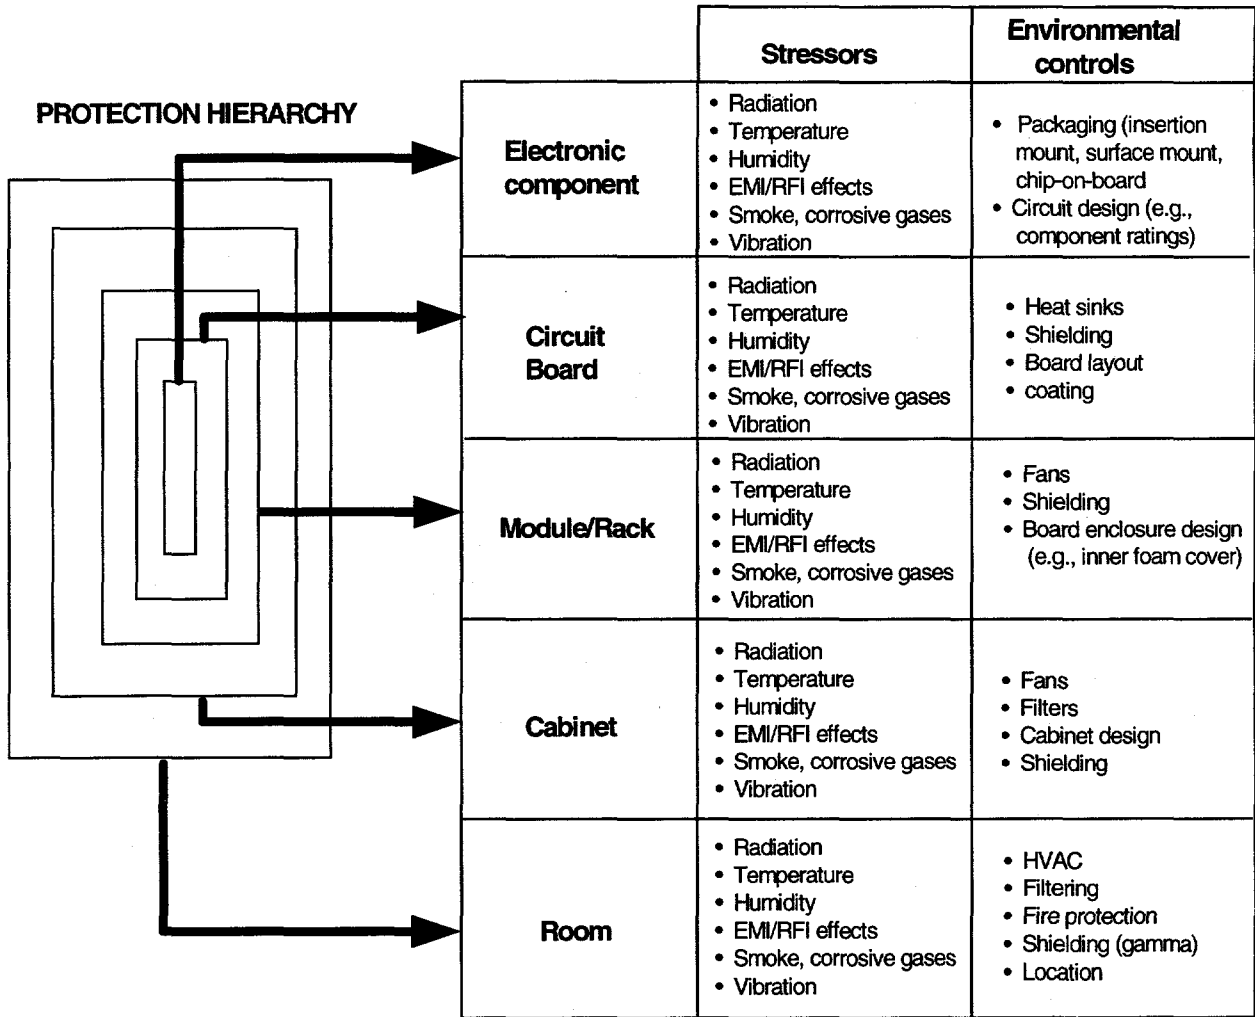 PROTECTION HIERARCHY
Stressors
Environmental
controls
Electronic
component
• Radiation
• Temperature
• Humidity
• EMI/RFI effects
• Smoke, corrosive gases
• Vibration
• Packaging (insertion
mount, surface mount,
chip-on-board
• Circuit design (e.g.,
component ratings)
Circuit
Board
• Radiation
• Temperature
• Humidity
• EMI/RFI effects
• Smoke, corrosive gases
• Vibration
• Heat sinks
• Shielding
• Board layout
• coating
Module/Rack
• Radiation
• Temperature
• Humidity
• EMI/RFI effects
• Smoke, corrosive gases
• Vibration
• Fans
• Shielding
• Board enclosure design
(e.g., inner foam cover)
Cabinet
• Radiation
• Temperature
• Humidity
• EMI/RFI effects
• Smoke, corrosive gases
• Vibration
• Fans
• Filters
• Cabinet design
• Shielding
Room
• Radiation
• Temperature
• Humidity
• EMI/RFI effects
• Smoke, corrosive gases
• Vibration
• HVAC
• Filtering
• Fire protection
• Shielding (gamma)
• Location